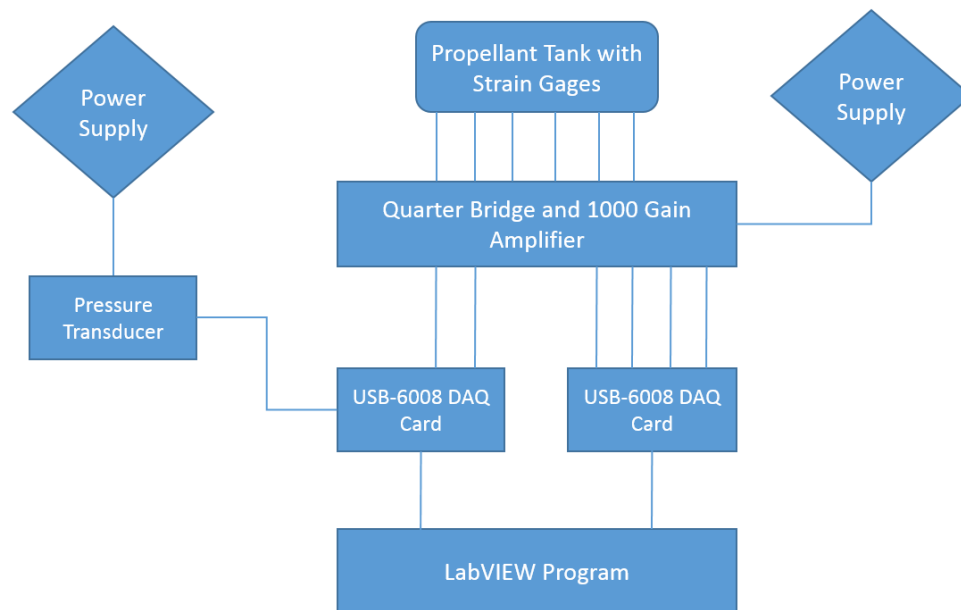 Power
Supply
Propellant Tank with
Strain Gages
Power
Supply
Quarter Bridge and 1000 Gain
Amplifier
Pressure
Transducer
USB-6008 DAQ
Card
USB-6008 DAQ
Card
LabVIEW Program